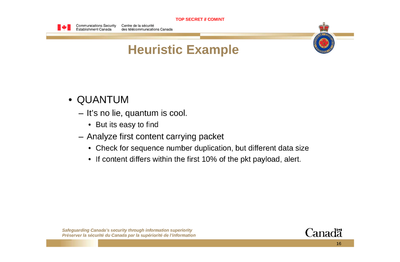 TOP SECRET // COMINT
Communications Security Centre de la sécurité
Establishment Canada des télécommunications Canada
Heuristic Example
• QUANTUM
– It's no lie, quantum is cool.
• But its easy to find
– Analyze first content carrying packet
• Check for sequence number duplication, but different data size
• If content differs within the first 10% of the pkt payload, alert.
Safeguarding Canada's security through information superiority
Préserver la sécurité du Canada par la supériorité de l'information
Canada
16